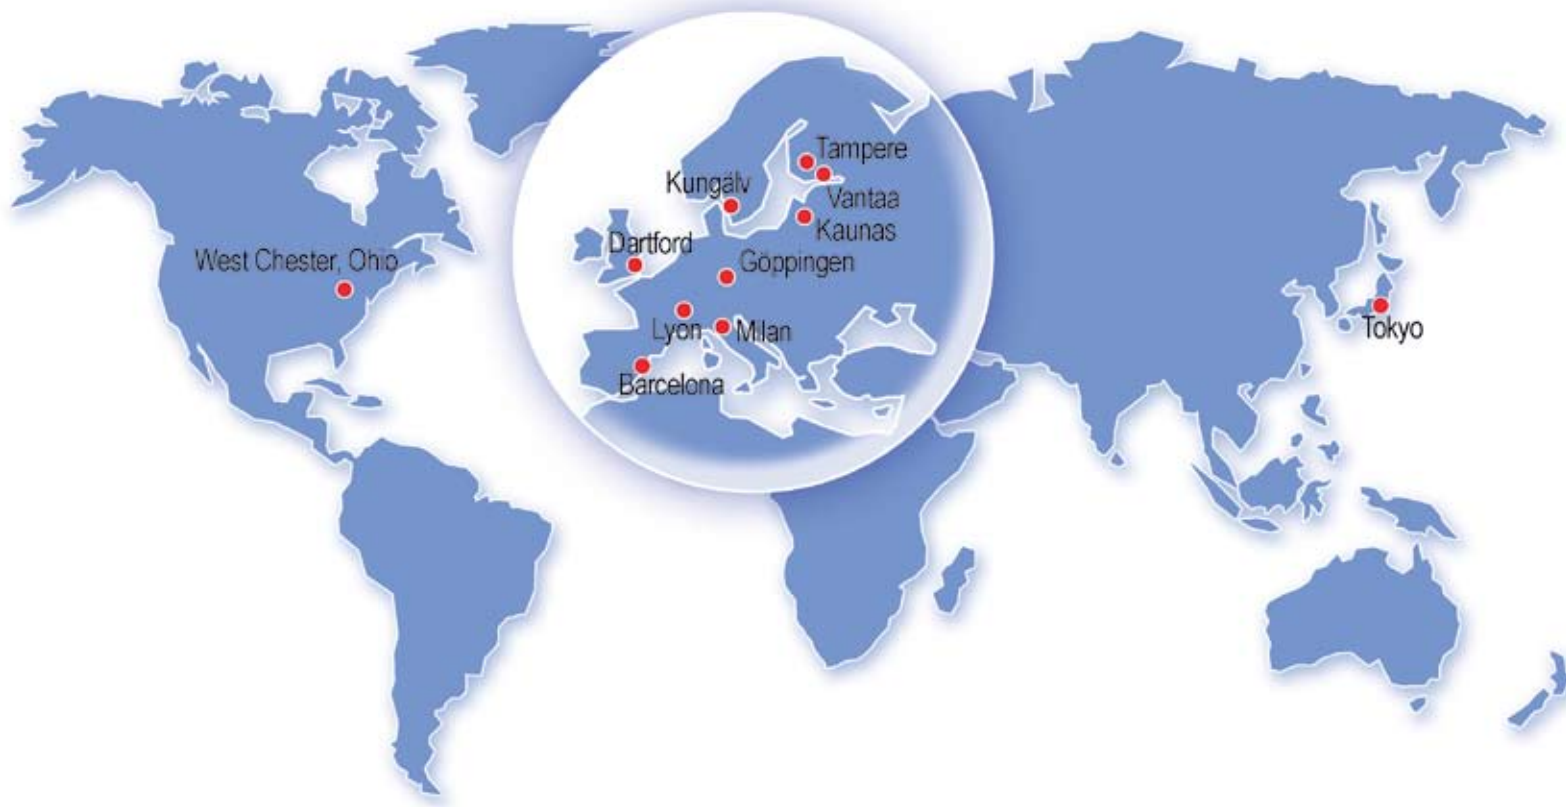 Tampere
Kungälv
Vantaa
Kaunas
Dartford
West Chester, Ohio
Göppingen
Lyon
Milan
Tokyo
Barcelona